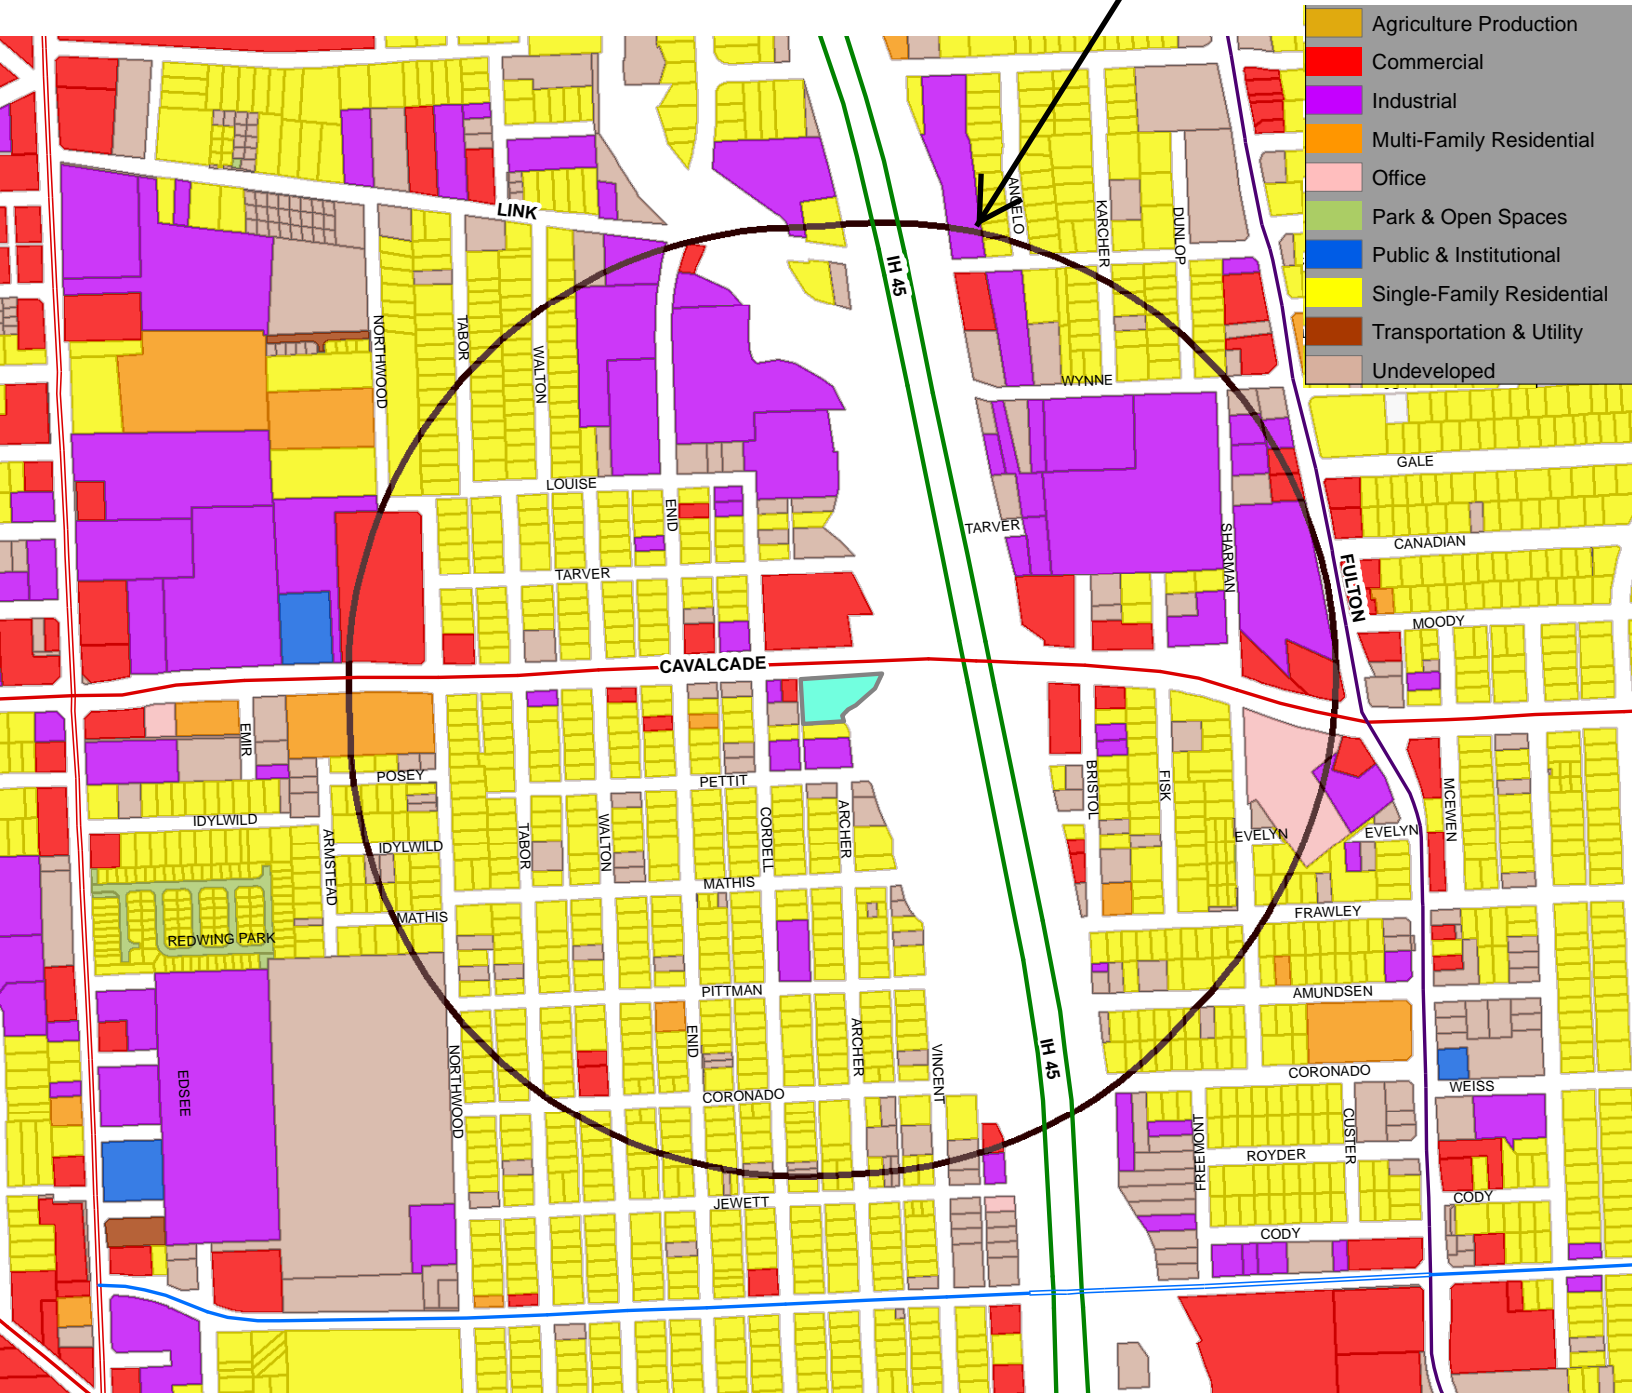 Agriculture Production
Commercial
Industrial
Multi-Family Residential
Office
Park & Open Spaces
Public & Institutional
Single-Family Residential
Transportation & Utility
Undeveloped
LINK
ANGELO
KARCHER
DUNLOP
IH 45
NORTHWOOD
TABOR
WALTON
WYNNE
GALE
LOUISE
ENID
TARVER
SHARMAN
CANADIAN
TARVER
FULTON
MOODY
CAVALCADE
EMIR
POSEY
PETTIT
BRISTOL
FISK
MCEWEN
IDYLWILD
ARMSTEAD
IDYLWILD
TABOR
WALTON
CORDELL
ARCHER
EVELYN
EVELYN
MATHIS
MATHIS
FRAWLEY
REDWING PARK
PITTMAN
AMUNDSEN
ENID
ARCHER
VINCENT
IH 45
NORTHWOOD
EDSEE
CORONADO
CORONADO
WEISS
FREEMONT
CUSTER
ROYDER
JEWETT
CODY
CODY